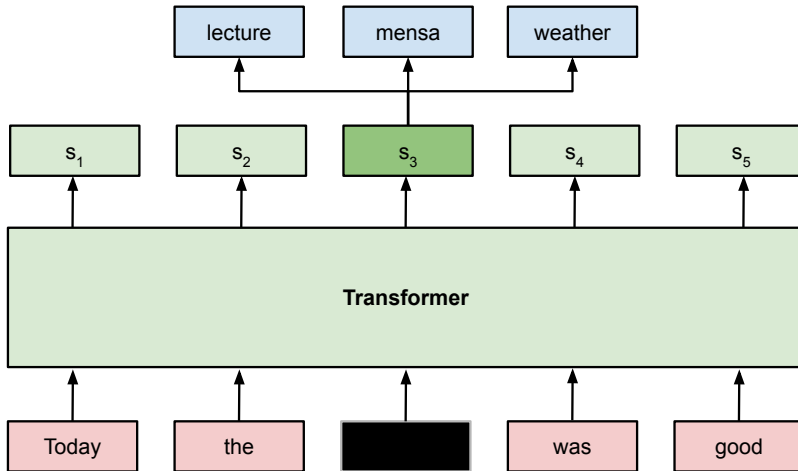 lecture mensa weather
s₁ s₂ s₃ s₄ s₅
Transformer
Today the was good